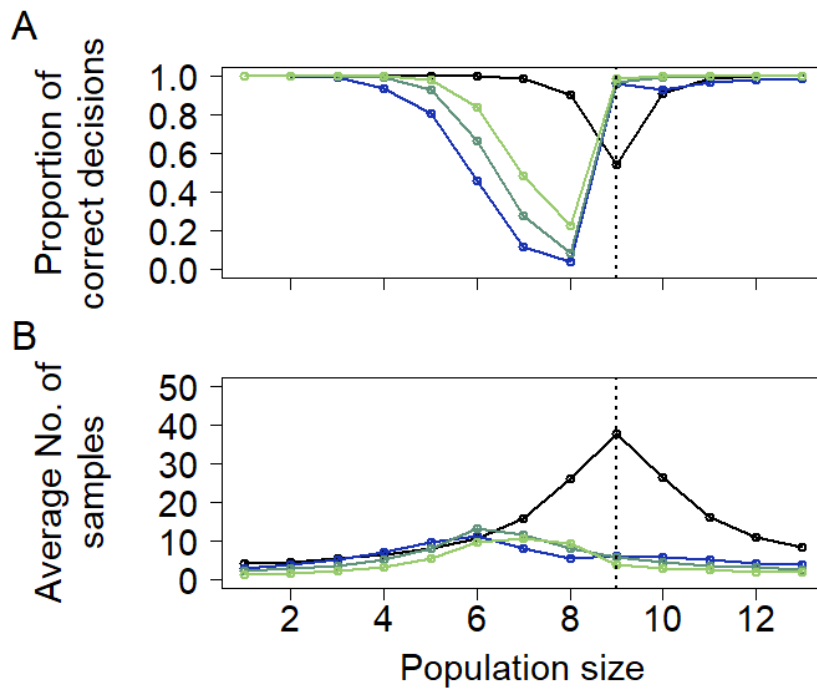 A
Proportion of
correct decisions
1.0
0.8
0.6
0.4
0.2
0.0
B
Average No. of
samples
50
40
30
20
10
0
2 4 6 8 10 12
Population size